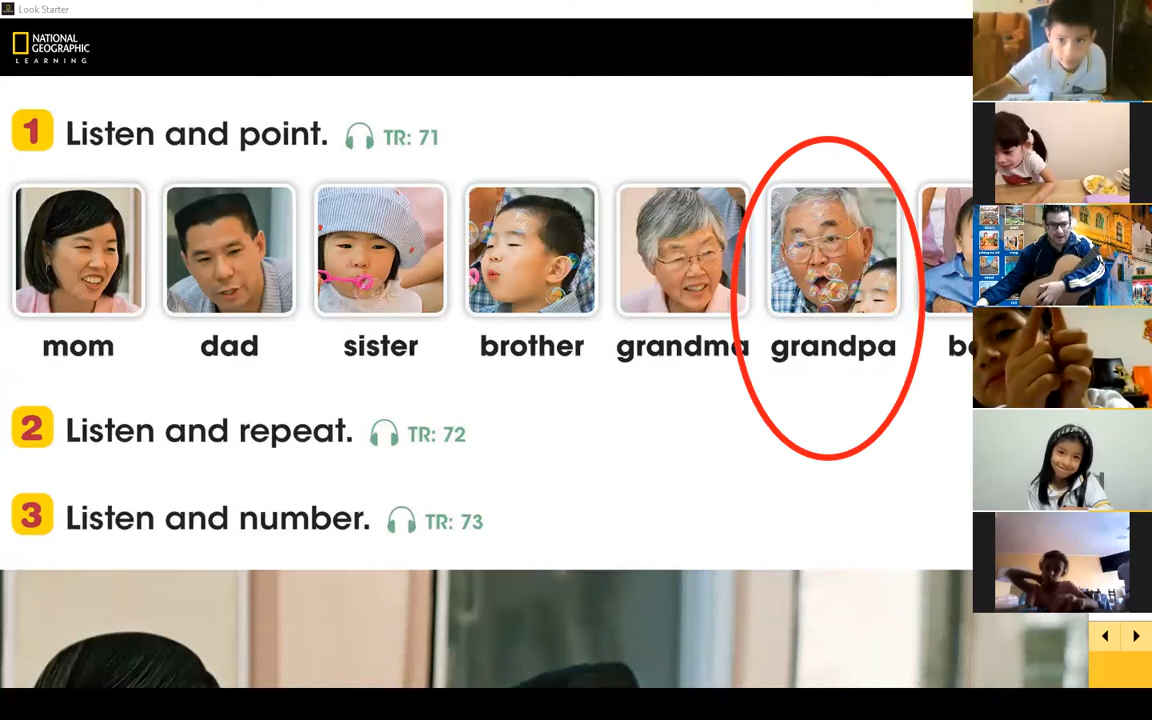 Look Starter
NATIONAL
GEOGRAPHIC
LEARNING
1 Listen and point. TR: 71
mom dad sister brother grandma grandpa
2 Listen and repeat. TR: 72
3 Listen and number. TR: 73